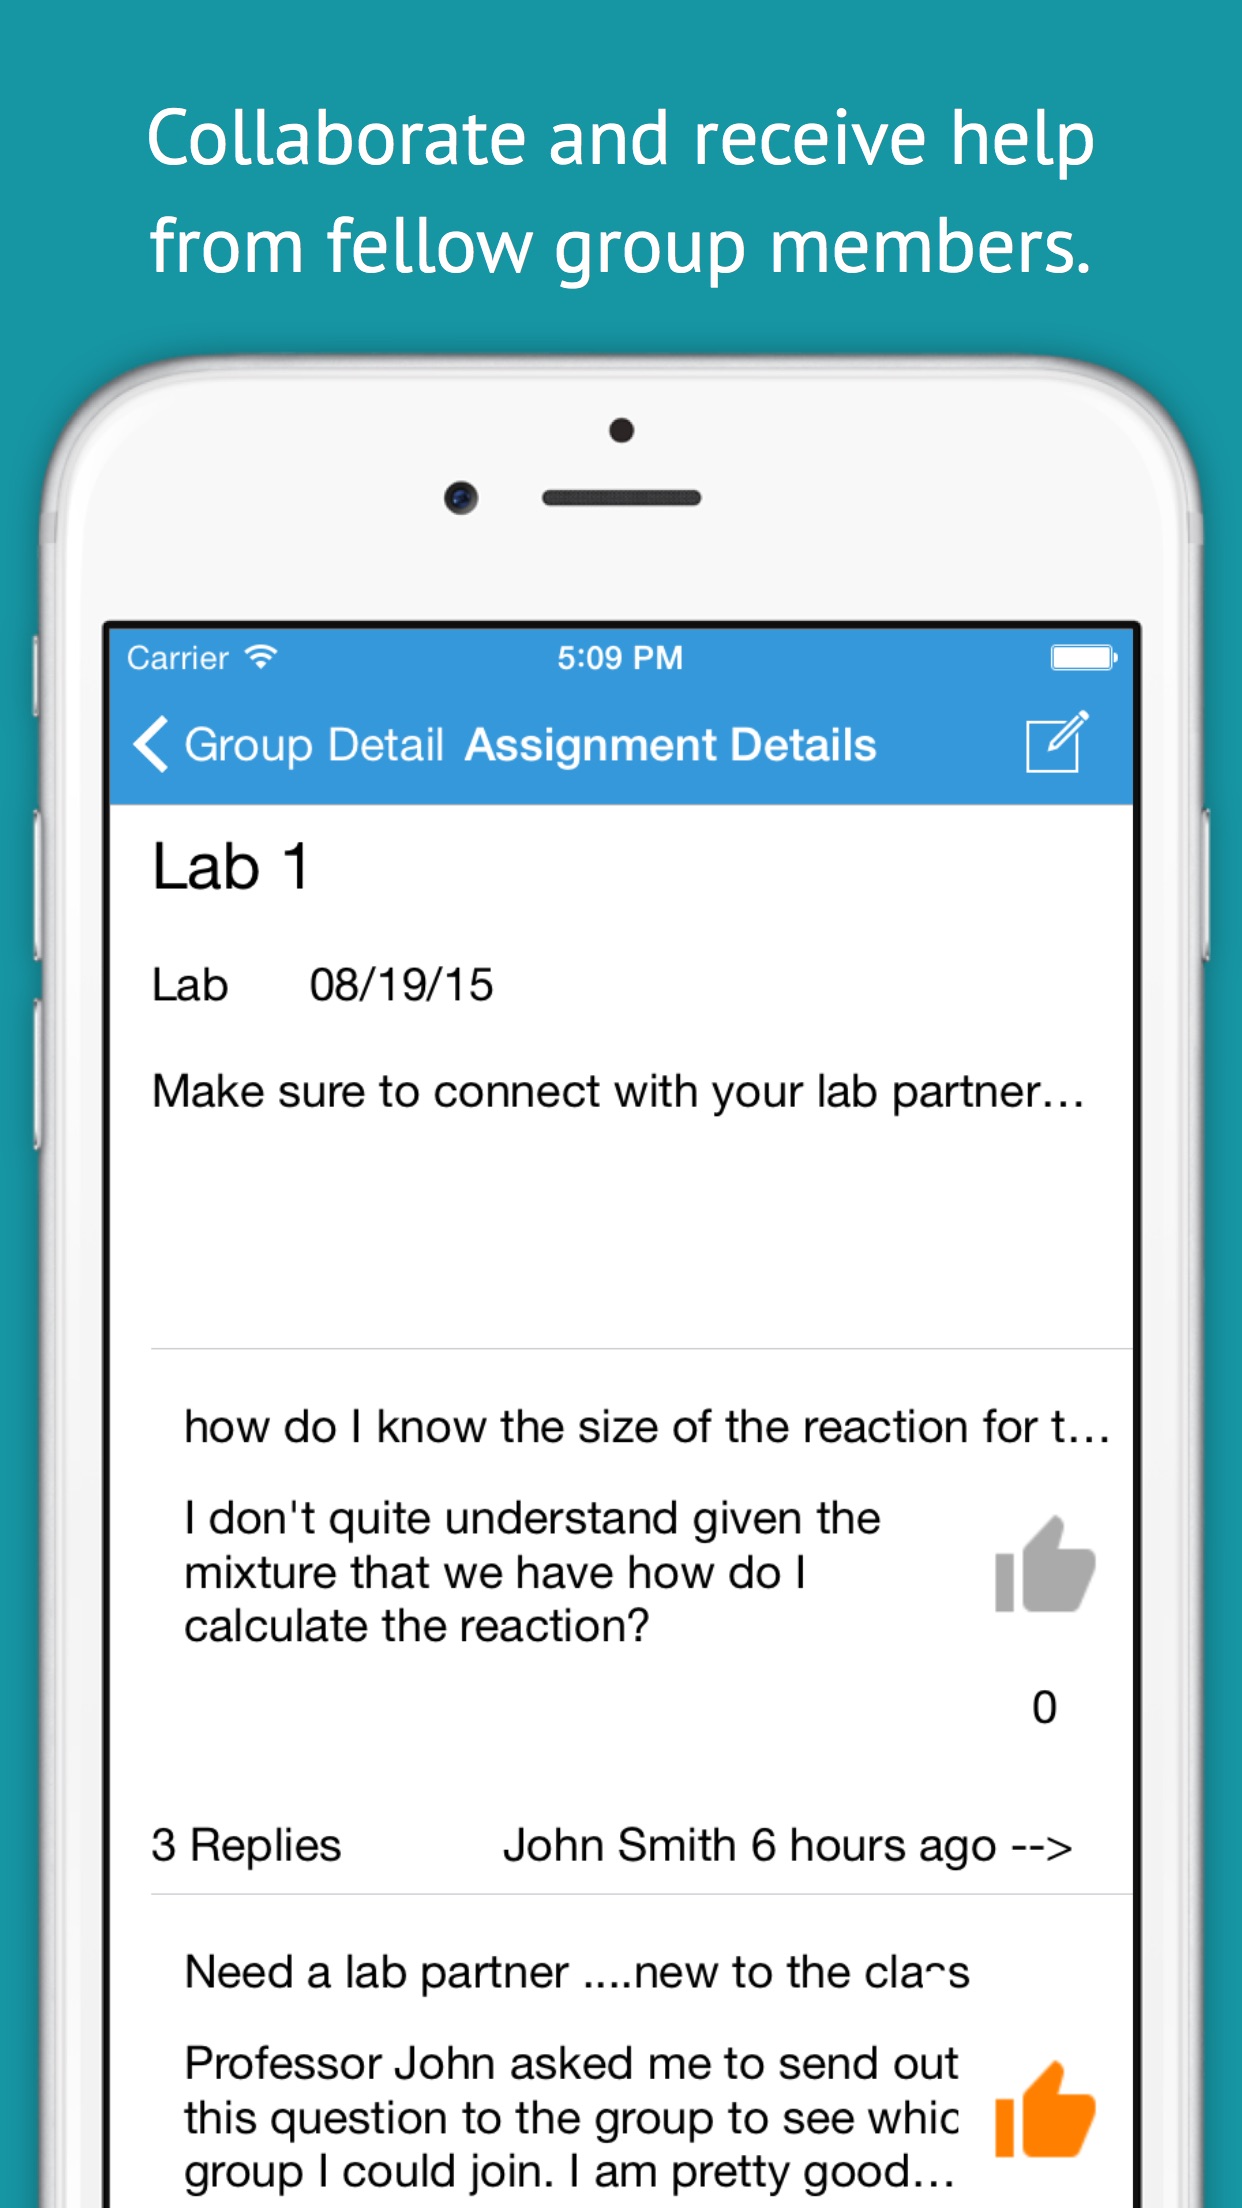 Collaborate and receive help
from fellow group members.
Carrier 5:09 PM
Group Detail Assignment Details
Lab 1
Lab 08/19/15
Make sure to connect with your lab partner...
how do I know the size of the reaction for t...
I don't quite understand given the
mixture that we have how do I
calculate the reaction?
0
3 Replies John Smith 6 hours ago -->
Need a lab partner ....new to the class
Professor John asked me to send out
this question to the group to see whic
group I could join. I am pretty good...